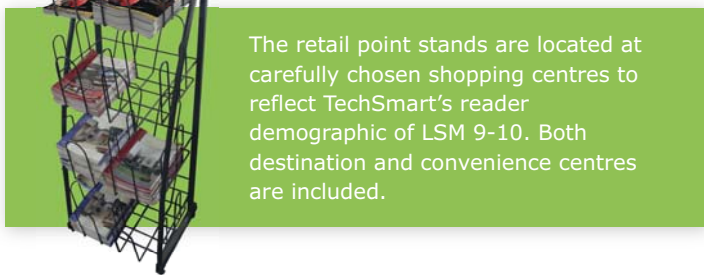 The retail point stands are located at
carefully chosen shopping centres to
reflect TechSmart’s reader
demographic of LSM 9-10. Both
destination and convenience centres
are included.